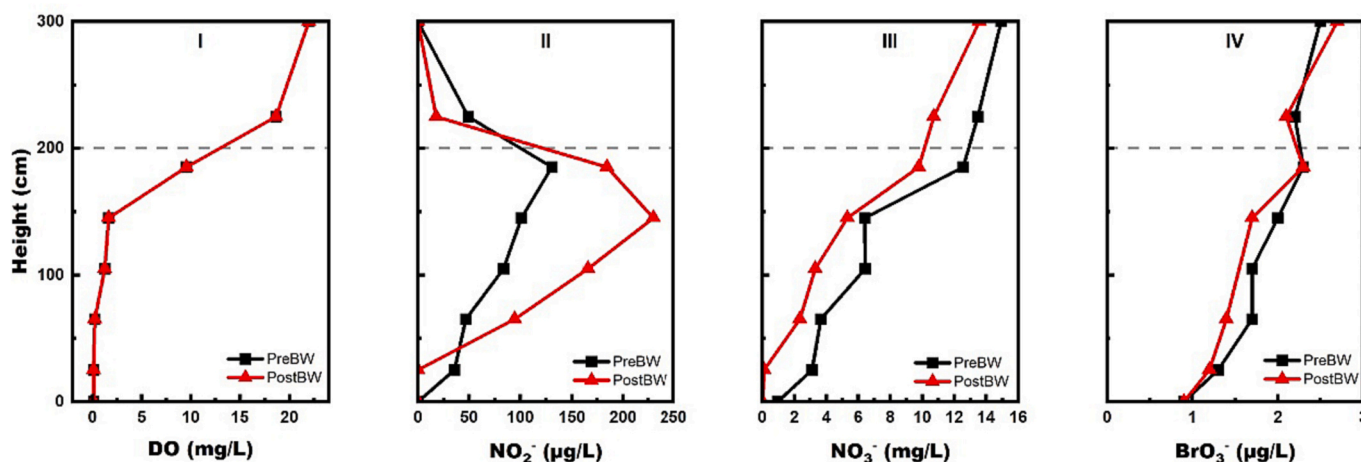 I
II
III
IV
Height (cm)
300
200
100
0
PreBW
PostBW
PreBW
PostBW
PreBW
PostBW
PreBW
PostBW
0 5 10 15 20
0 50 100 150 200 250
0 2 4 6 8 10 12 14 16
0 1 2 3
DO (mg/L)
NO₂⁻ (µg/L)
NO₃⁻ (mg/L)
BrO₃⁻ (µg/L)